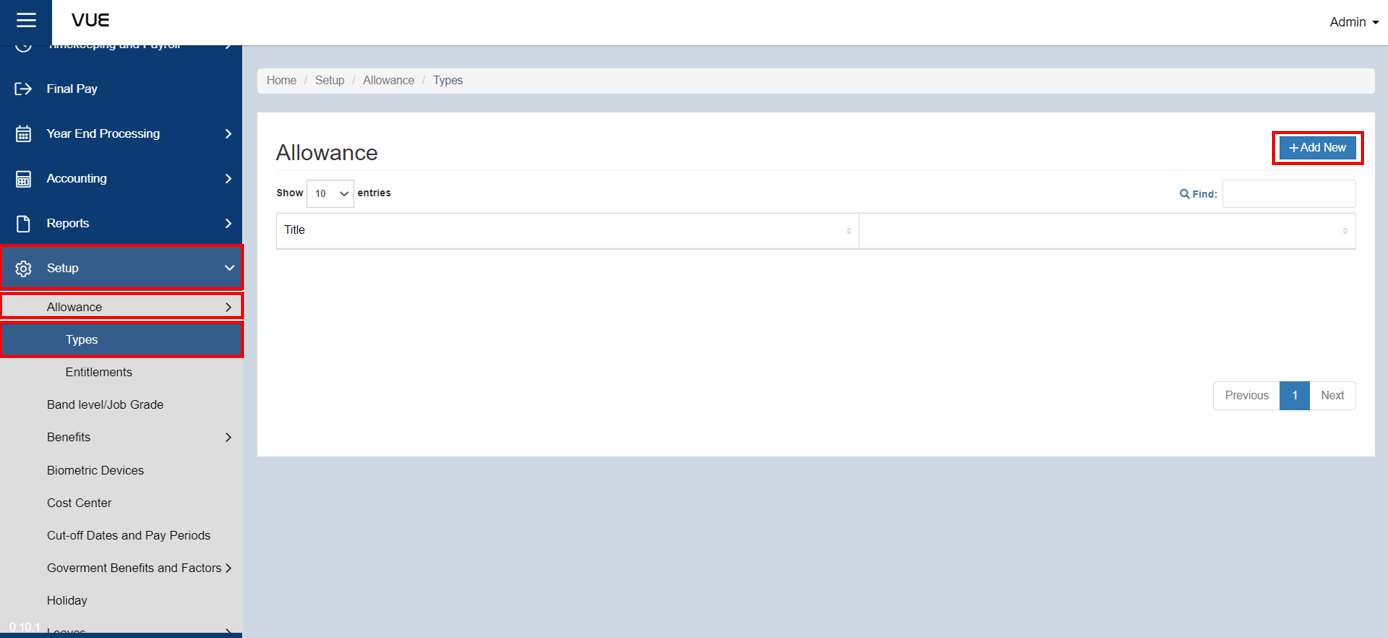 VUE
Admin
Timekeeping and Payroll
Final Pay
Year End Processing
Accounting
Reports
Setup
Allowance
Types
Entitlements
Band level/Job Grade
Benefits
Biometric Devices
Cost Center
Cut-off Dates and Pay Periods
Goverment Benefits and Factors
Holiday
Leaves
0.10.1
Home / Setup / Allowance / Types
Allowance
+ Add New
Show 10 entries
Find:
Title
Previous 1 Next